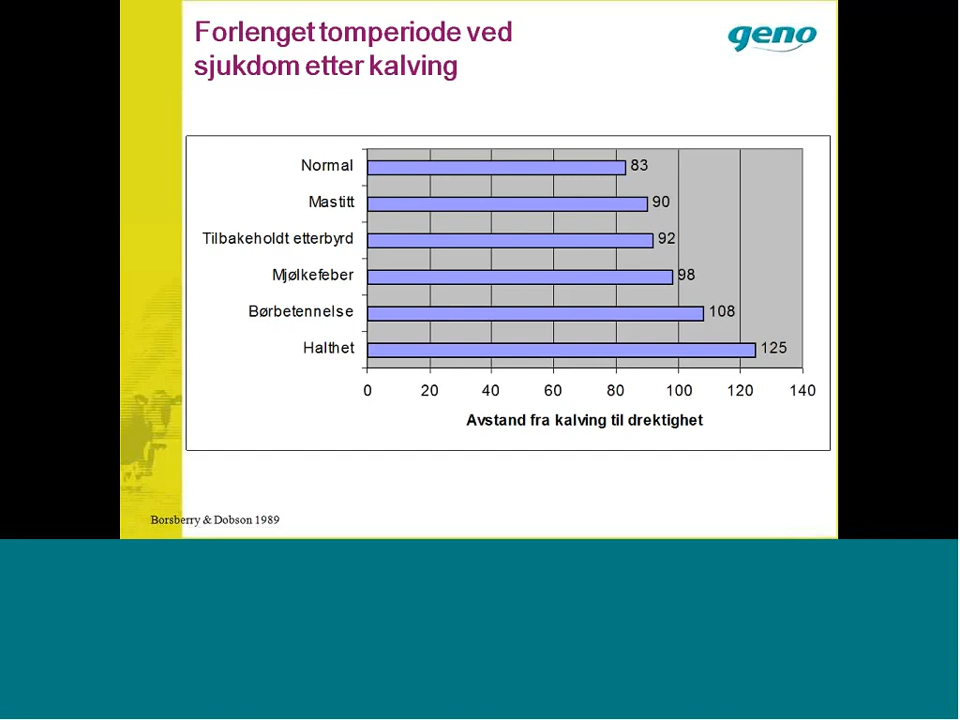 Forlenget tomperiode ved
sjukdom etter kalving
geno
Normal 83
Mastitt 90
Tilbakeholdt etterbyrd 92
Mjølkefeber 98
Børbetennelse 108
Halthet 125
0 20 40 60 80 100 120 140
Avstand fra kalving til drektighet
Borsberry & Dobson 1989